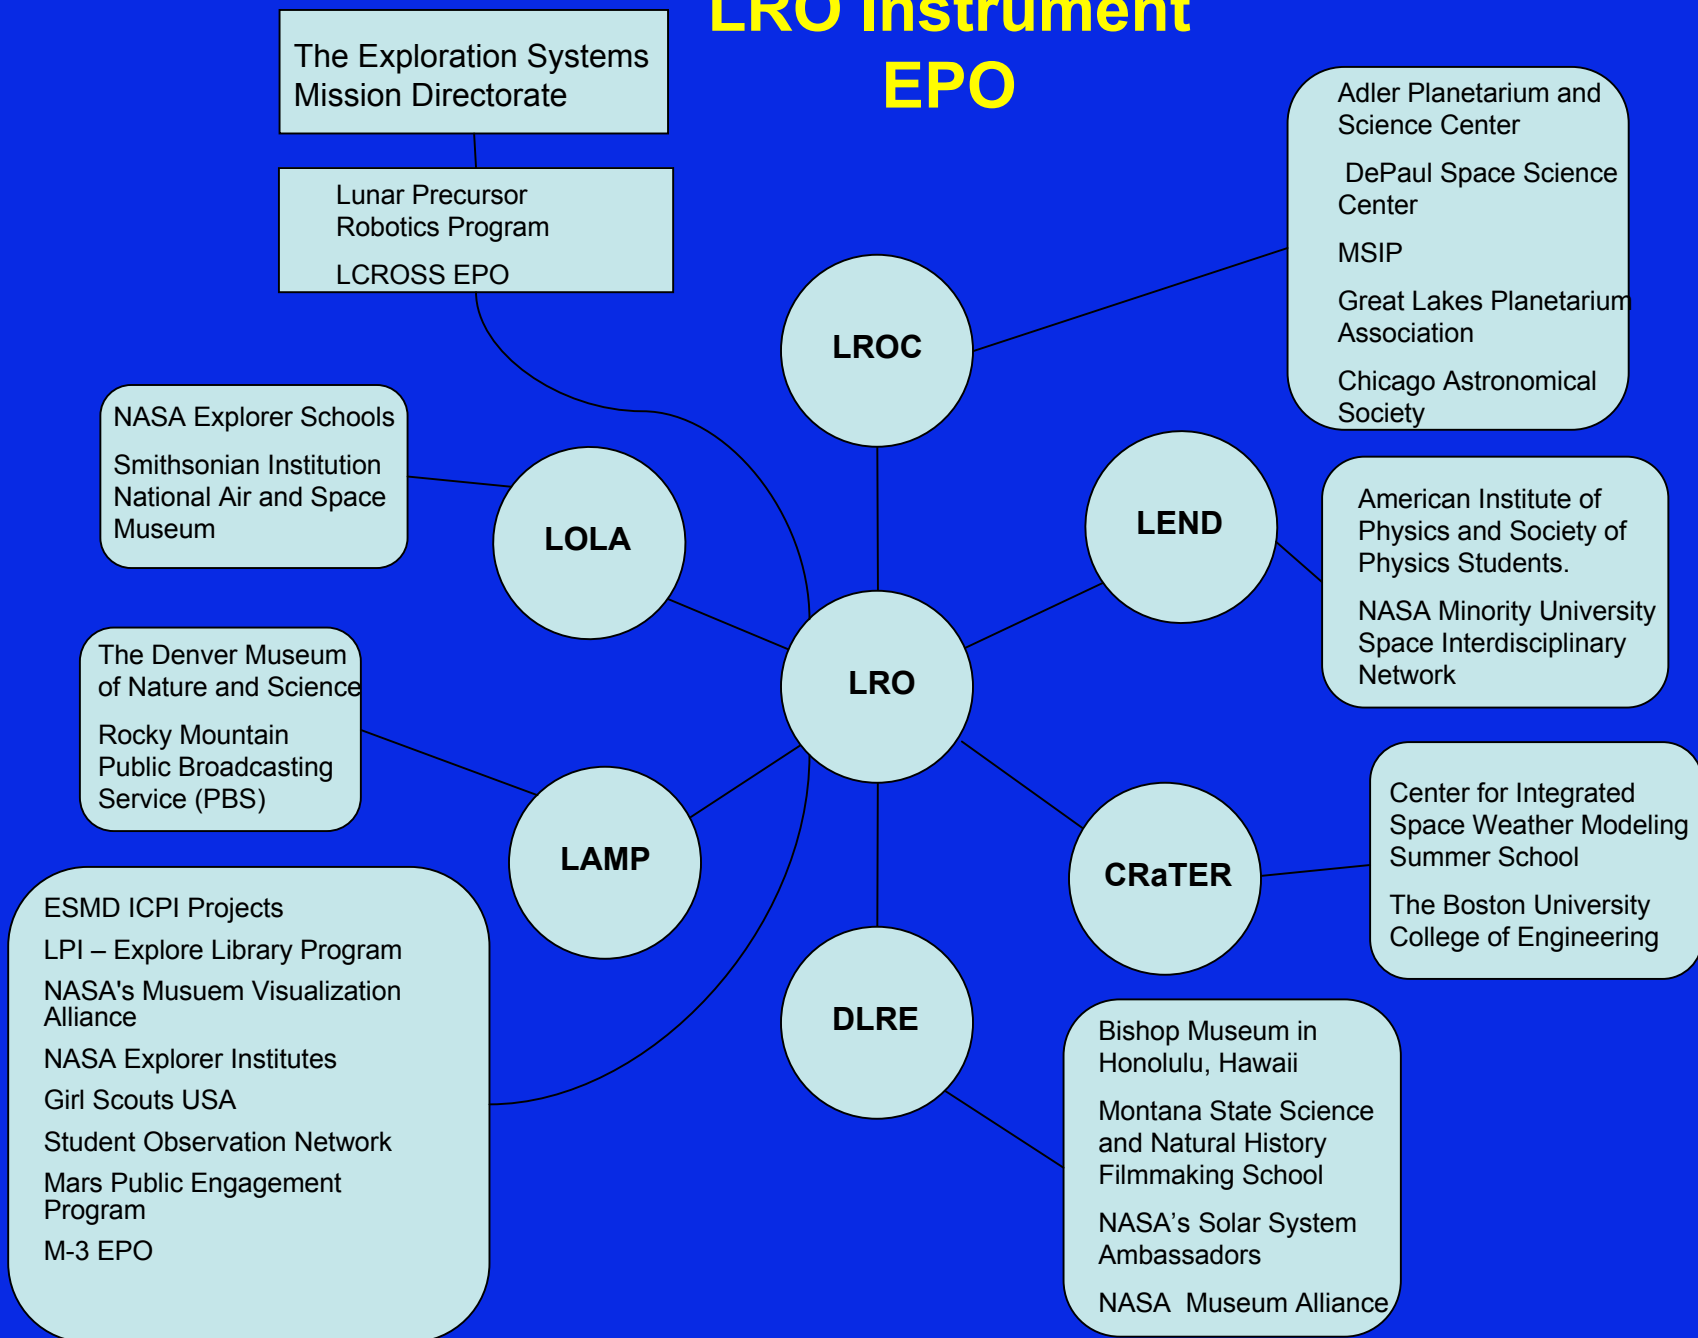 LRO Instrument
EPO
The Exploration Systems
Mission Directorate
Lunar Precursor
Robotics Program
LCROSS EPO
Adler Planetarium and
Science Center
DePaul Space Science
Center
MSIP
Great Lakes Planetarium
Association
Chicago Astronomical
Society
LROC
NASA Explorer Schools
Smithsonian Institution
National Air and Space
Museum
LOLA
LEND
American Institute of
Physics and Society of
Physics Students.
NASA Minority University
Space Interdisciplinary
Network
The Denver Museum
of Nature and Science
Rocky Mountain
Public Broadcasting
Service (PBS)
LRO
LAMP
CRaTER
Center for Integrated
Space Weather Modeling
Summer School
The Boston University
College of Engineering
ESMD ICPI Projects
LPI – Explore Library Program
NASA's Musuem Visualization
Alliance
NASA Explorer Institutes
Girl Scouts USA
Student Observation Network
Mars Public Engagement
Program
M-3 EPO
DLRE
Bishop Museum in
Honolulu, Hawaii
Montana State Science
and Natural History
Filmmaking School
NASA’s Solar System
Ambassadors
NASA  Museum Alliance